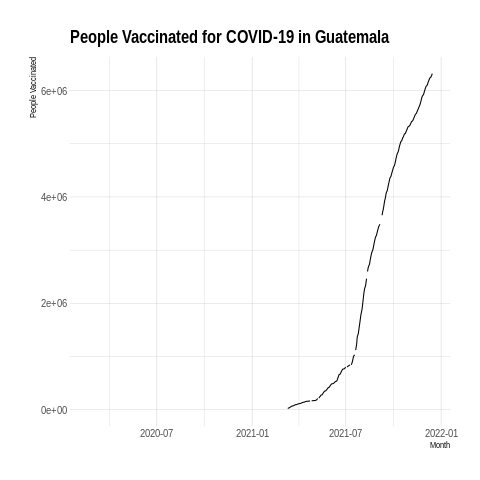 People Vaccinated for COVID-19 in Guatemala
People Vaccinated
6e+06
4e+06
2e+06
0e+00
2020-07
2021-01
2021-07
2022-01
Month